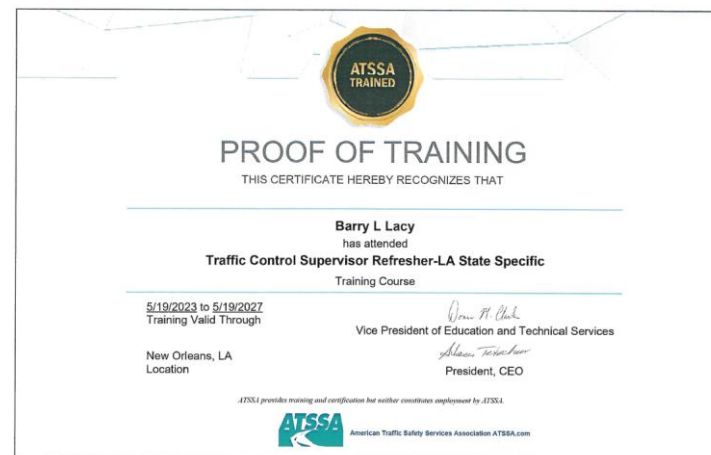 ATSSA
TRAINED
PROOF OF TRAINING
THIS CERTIFICATE HEREBY RECOGNIZES THAT
Barry L Lacy
has attended
Traffic Control Supervisor Refresher-LA State Specific
Training Course
5/19/2023 to 5/19/2027
Training Valid Through
Vice President of Education and Technical Services
New Orleans, LA
Location
President, CEO
ATSSA provides training and certification but neither constitutes employment by ATSSA.
ATSSA
American Traffic Safety Services Association ATSSA.com